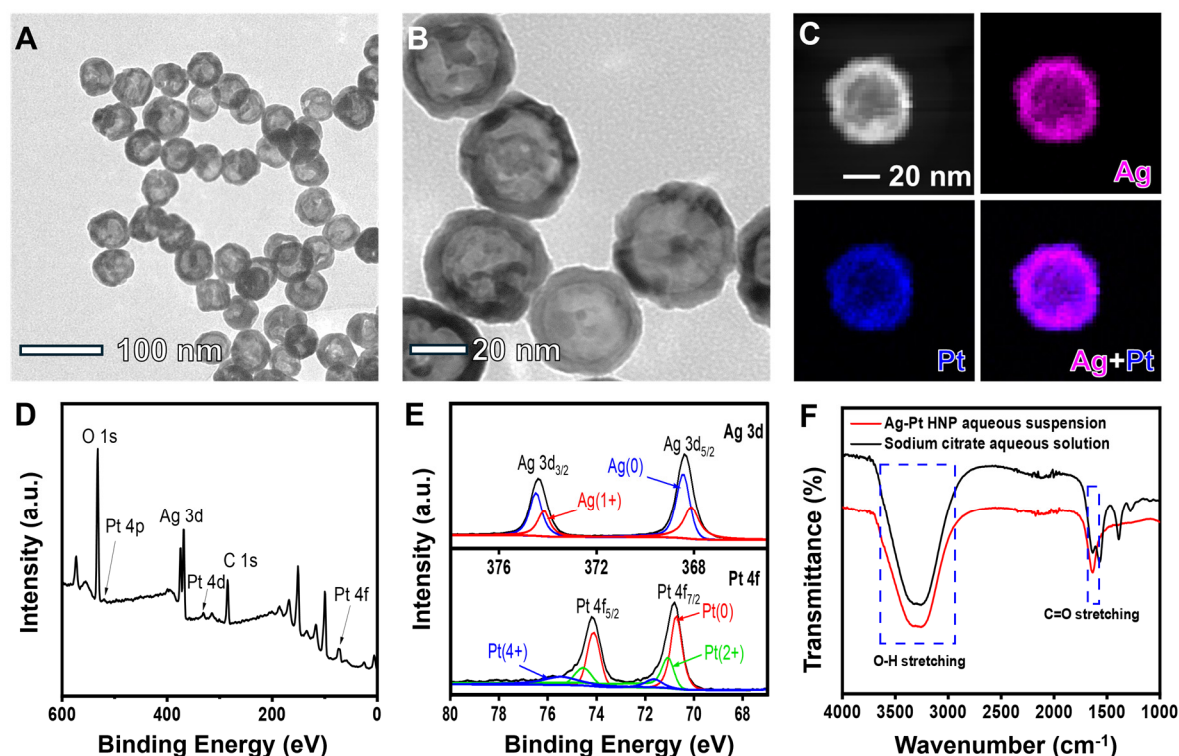 A
100 nm
B
20 nm
C
20 nm
Ag
Pt
Ag+Pt
D
O 1s
Pt 4p
Ag 3d
Pt 4d
C 1s
Pt 4f
Intensity (a.u.)
600
400
200
0
Binding Energy (eV)
E
Ag 3d
Ag 3d3/2
Ag(1+)
Ag(0)
Ag 3d5/2
376
372
368
Pt 4f
Pt 4f5/2
Pt 4f7/2
Pt(0)
Pt(2+)
Pt(4+)
Intensity (a.u.)
80
78
76
74
72
70
68
Binding Energy (eV)
F
Ag-Pt HNP aqueous suspension
Sodium citrate aqueous solution
C=O stretching
O-H stretching
Transmittance (%)
4000
3500
3000
2500
2000
1500
1000
Wavenumber (cm-1)